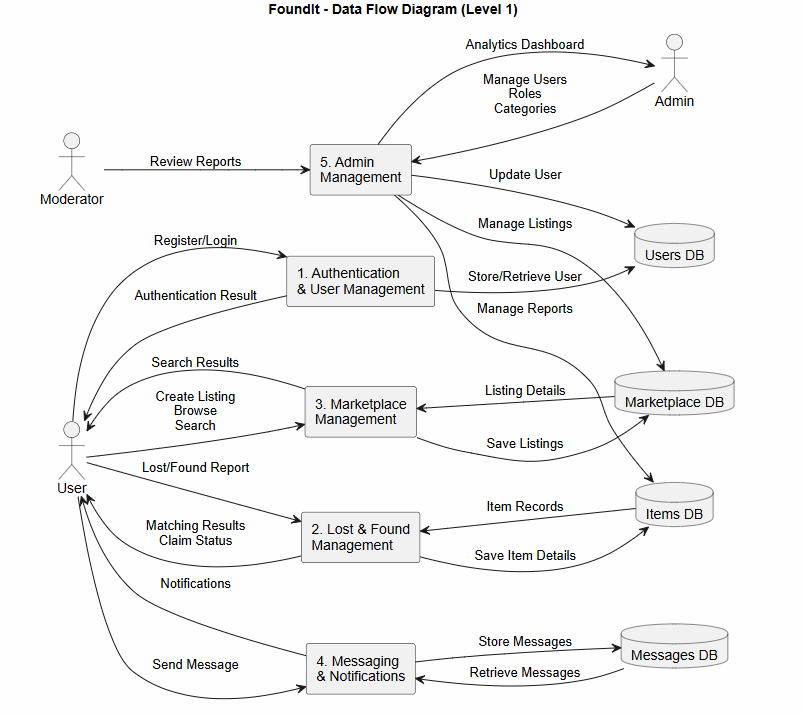 FoundIt - Data Flow Diagram (Level 1)
Analytics Dashboard
Manage Users
Roles
Categories
Admin
Review Reports
Moderator
5. Admin
Management
Update User
Manage Listings
Users DB
Register/Login
1. Authentication
& User Management
Store/Retrieve User
Authentication Result
Manage Reports
Search Results
Create Listing
Browse
Search
3. Marketplace
Management
Listing Details
Marketplace DB
Save Listings
User
Lost/Found Report
Matching Results
Claim Status
2. Lost & Found
Management
Item Records
Items DB
Save Item Details
Notifications
Send Message
4. Messaging
& Notifications
Store Messages
Messages DB
Retrieve Messages